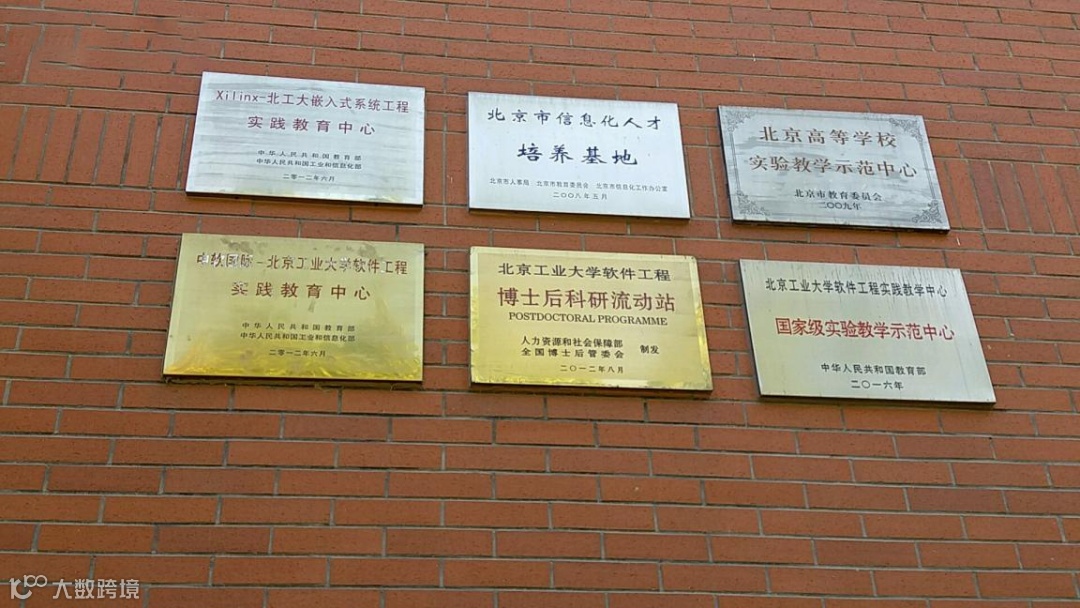 Xilinx-北工大嵌入式系统工程
实践教育中心
中华人民共和国教育部
中华人民共和国工业和信息化部
二〇一二年六月
北京市信息化人才
培养基地
北京市人事局 北京市教育委员会 北京市信息化工作办公室
二〇〇八年五月
北京高等学校
实验教学示范中心
北京市教育委员会
二〇〇九年
中软国际-北京工业大学软件工程
实践教育中心
中华人民共和国教育部
中华人民共和国工业和信息化部
二〇一二年六月
北京工业大学软件工程
博士后科研流动站
POSTDOCTORAL PROGRAMME
人力资源和社会保障部
全国博士后管委会 制发
二〇一二年八月
北京工业大学软件工程实践教学中心
国家级实验教学示范中心
中华人民共和国教育部
二〇一六年
大数跨境